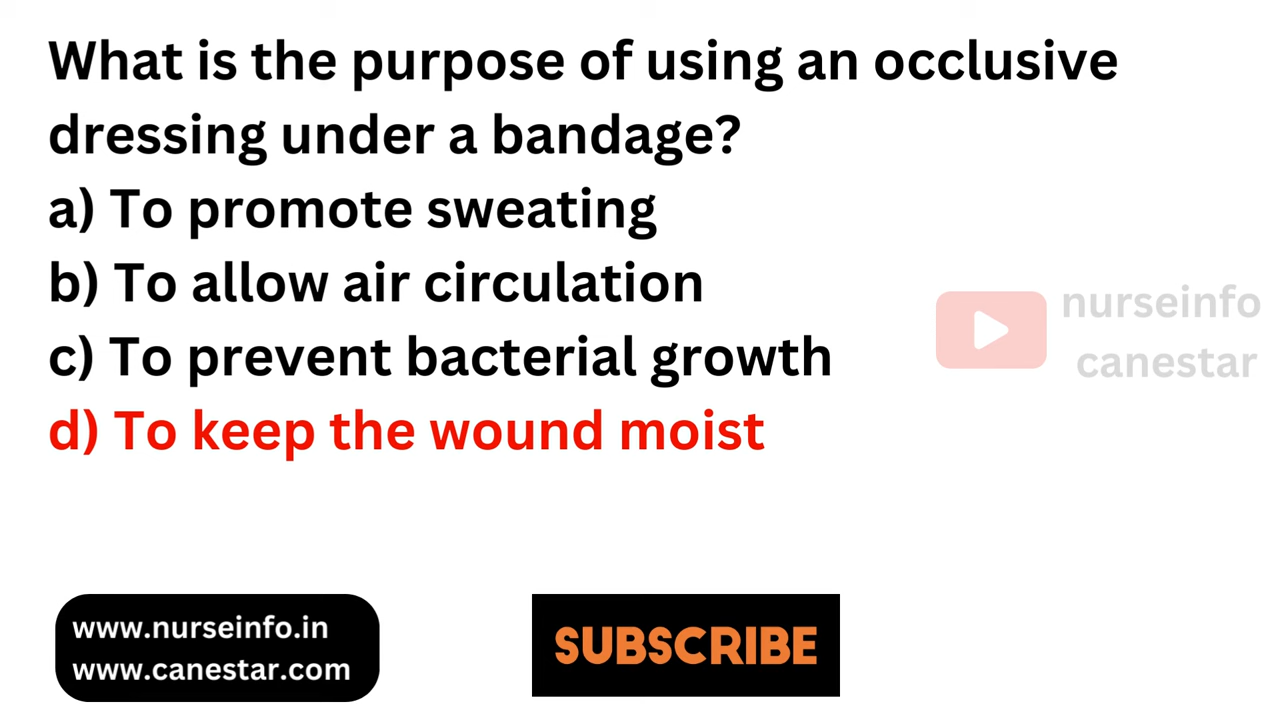 What is the purpose of using an occlusive
dressing under a bandage?
a) To promote sweating
b) To allow air circulation
c) To prevent bacterial growth
d) To keep the wound moist
nurseinfo
canestar
www.nurseinfo.in
www.canestar.com
SUBSCRIBE